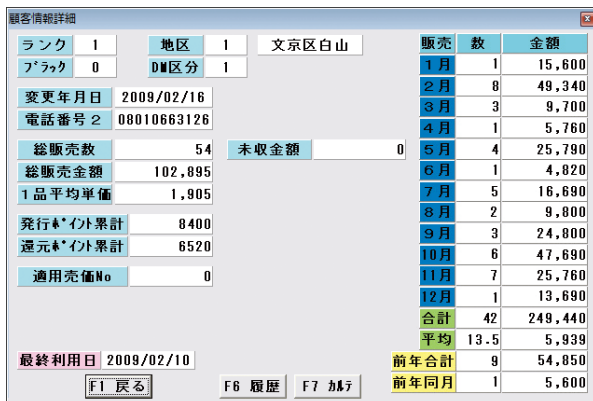 顧客情報詳細
ランク 1 地区 1 文京区白山
ﾌﾞﾗｯｸ 0 DM区分 1
変更年月日 2009/02/16
電話番号2 08010663126
総販売数 54 未収金額 0
総販売金額 102,895
1品平均単価 1,905
発行ﾎﾟｲﾝﾄ累計 8400
還元ﾎﾟｲﾝﾄ累計 6520
適用売価No 0
最終利用日 2009/02/10
F1 戻る F6 履歴 F7 ｶﾙﾃ
販売 数 金額
1月 1 15,600
2月 8 49,340
3月 3 9,700
4月 1 5,760
5月 4 25,790
6月 1 4,820
7月 5 16,690
8月 2 9,800
9月 3 24,800
10月 6 47,690
11月 7 25,760
12月 1 13,690
合計 42 249,440
平均 13.5 5,939
前年合計 9 54,850
前年同月 1 5,600